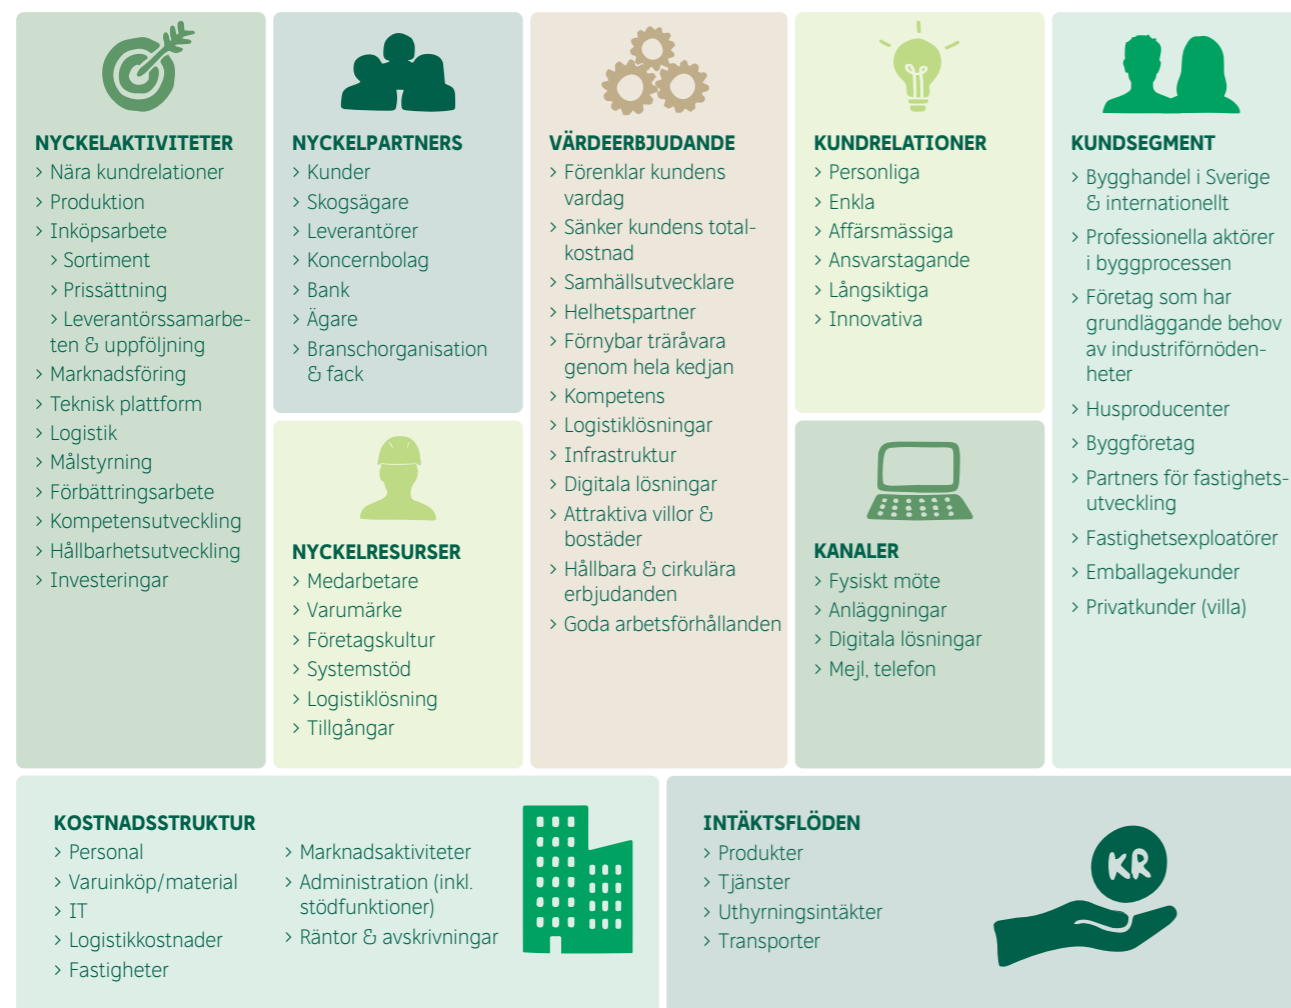 NYCKELAKTIVITETER
> Nära kundrelationer
> Produktion
> Inköpsarbete
> Sortiment
> Prissättning
> Leverantörssamarbe-
ten & uppföljning
> Marknadsföring
> Teknisk plattform
> Logistik
> Målstyrning
> Förbättringsarbete
> Kompetensutveckling
> Hållbarhetsutveckling
> Investeringar
NYCKELPARTNERS
> Kunder
> Skogsägare
> Leverantörer
> Koncernbolag
> Bank
> Ägare
> Branschorganisation
& fack
NYCKELRESURSER
> Medarbetare
> Varumärke
> Företagskultur
> Systemstöd
> Logistiklösning
> Tillgångar
VÄRDEERBJUDANDE
> Förenklar kundens
vardag
> Sänker kundens total-
kostnad
> Samhällsutvecklare
> Helhetspartner
> Förnybar träråvara
genom hela kedjan
> Kompetens
> Logistiklösningar
> Infrastruktur
> Digitala lösningar
> Attraktiva villor &
bostäder
> Hållbara & cirkulära
erbjudanden
> Goda arbetsförhållanden
KUNDRELATIONER
> Personliga
> Enkla
> Affärsmässiga
> Ansvarstagande
> Långsiktiga
> Innovativa
KANALER
> Fysiskt möte
> Anläggningar
> Digitala lösningar
> Mejl, telefon
KUNDSEGMENT
> Bygghandel i Sverige
& internationellt
> Professionella aktörer
i byggprocessen
> Företag som har
grundläggande behov
av industriförnöden-
heter
> Husproducenter
> Byggföretag
> Partners för fastighets-
utveckling
> Fastighetsexploatörer
> Emballagekunder
> Privatkunder (villa)
KOSTNADSSTRUKTUR
> Personal
> Varuinköp/material
> IT
> Logistikkostnader
> Fastigheter
> Marknadsaktiviteter
> Administration (inkl.
stödfunktioner)
> Räntor & avskrivningar
INTÄKTSFLÖDEN
> Produkter
> Tjänster
> Uthyrningsintäkter
> Transporter
KR